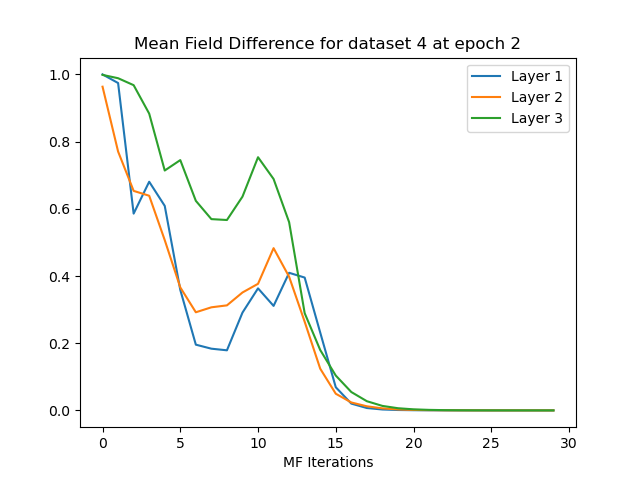 Mean Field Difference for dataset 4 at epoch 2
1.0
0.8
0.6
0.4
0.2
0.0
Layer 1
Layer 2
Layer 3
0 5 10 15 20 25 30
MF Iterations